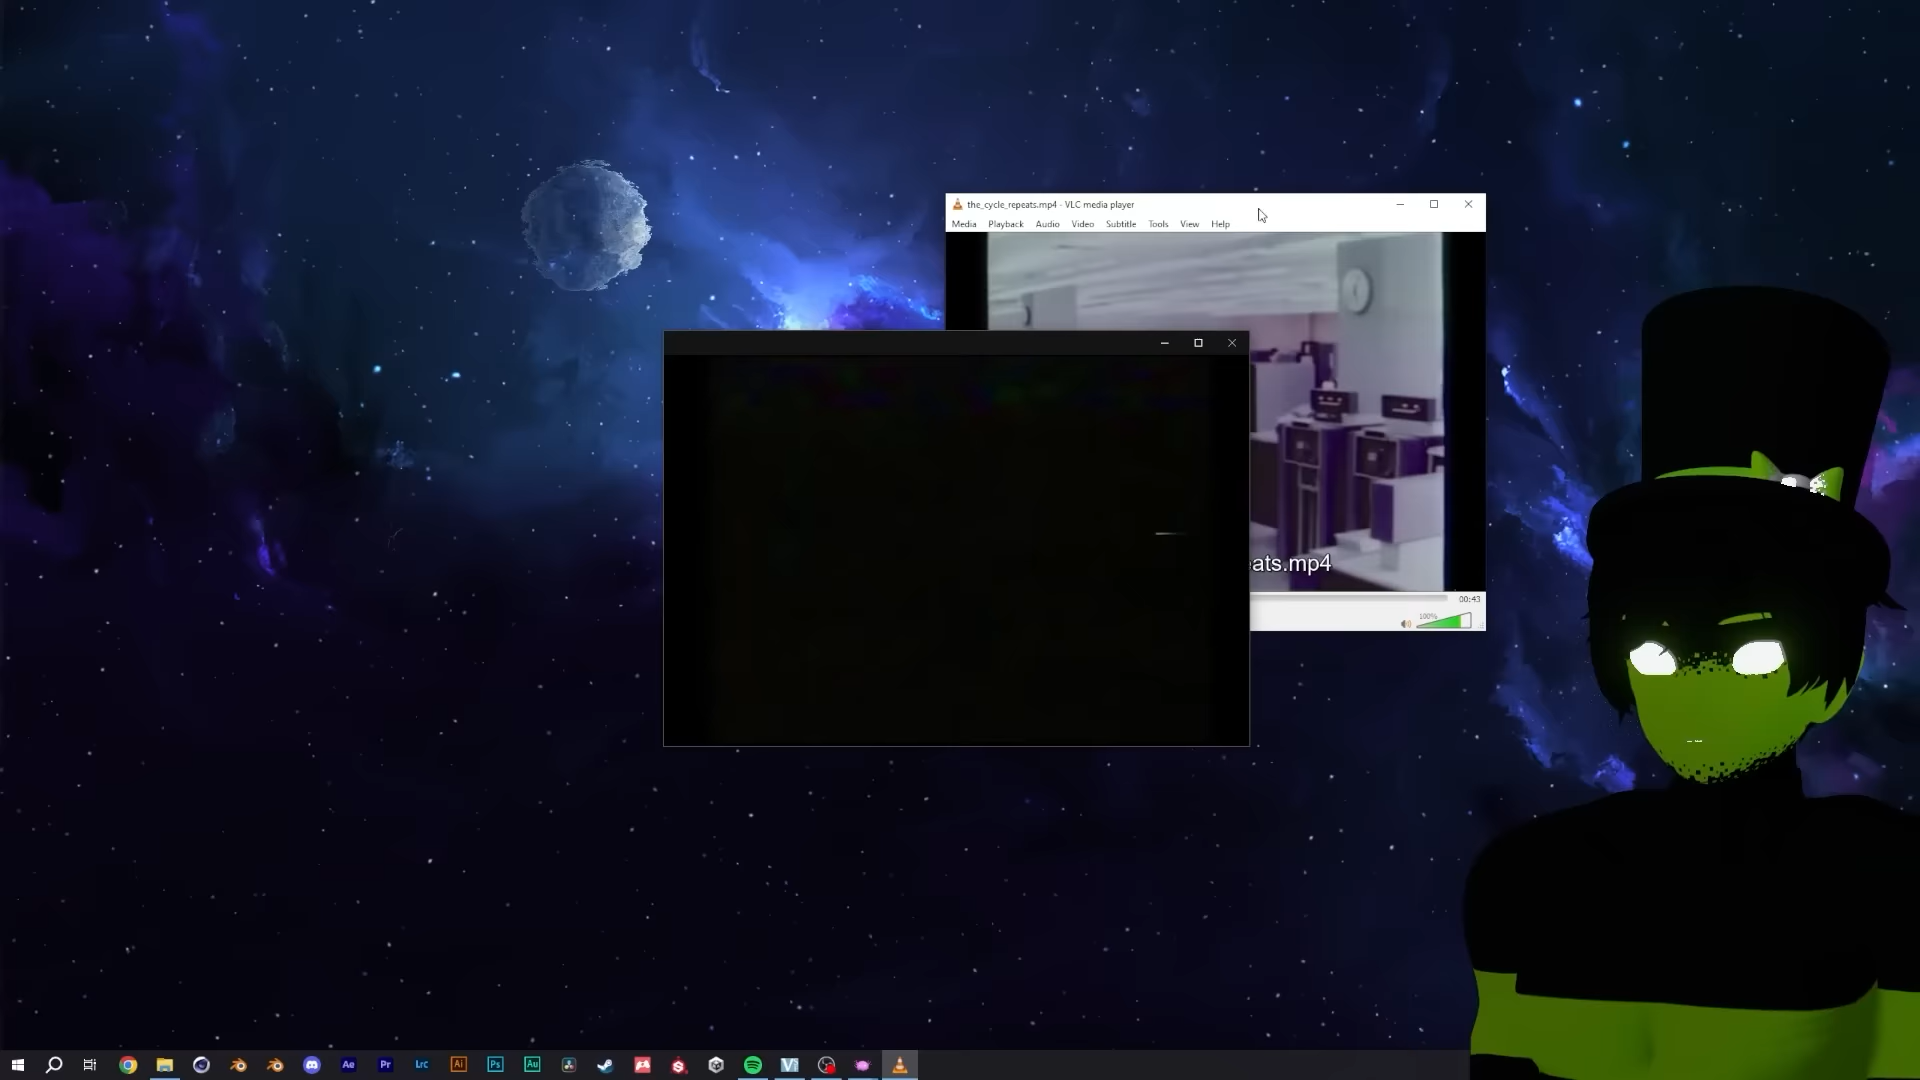 the_cycle_repeats.mp4 - VLC media player
Media Playback Audio Video Subtitle Tools View Help
eats.mp4
00:43
100%
Ae Pr Lrc Ai Ps Au